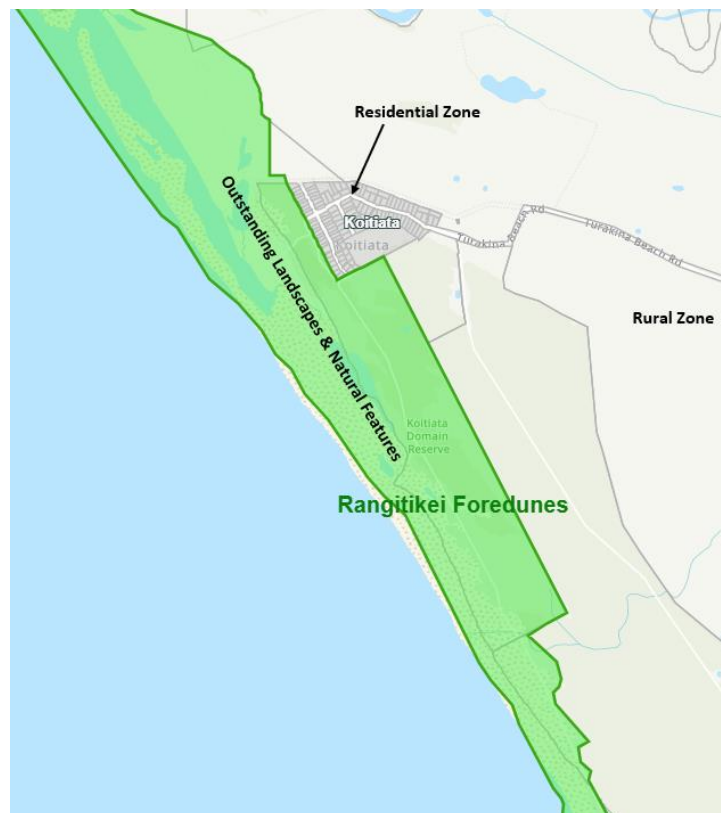 Residential Zone
Koitiata
Koitiata
Turakina Beach Rd
Turakina Beach Rd
Outstanding Landscapes & Natural Features
Rural Zone
Koitiata
Domain
Reserve
Rangitikei Foredunes